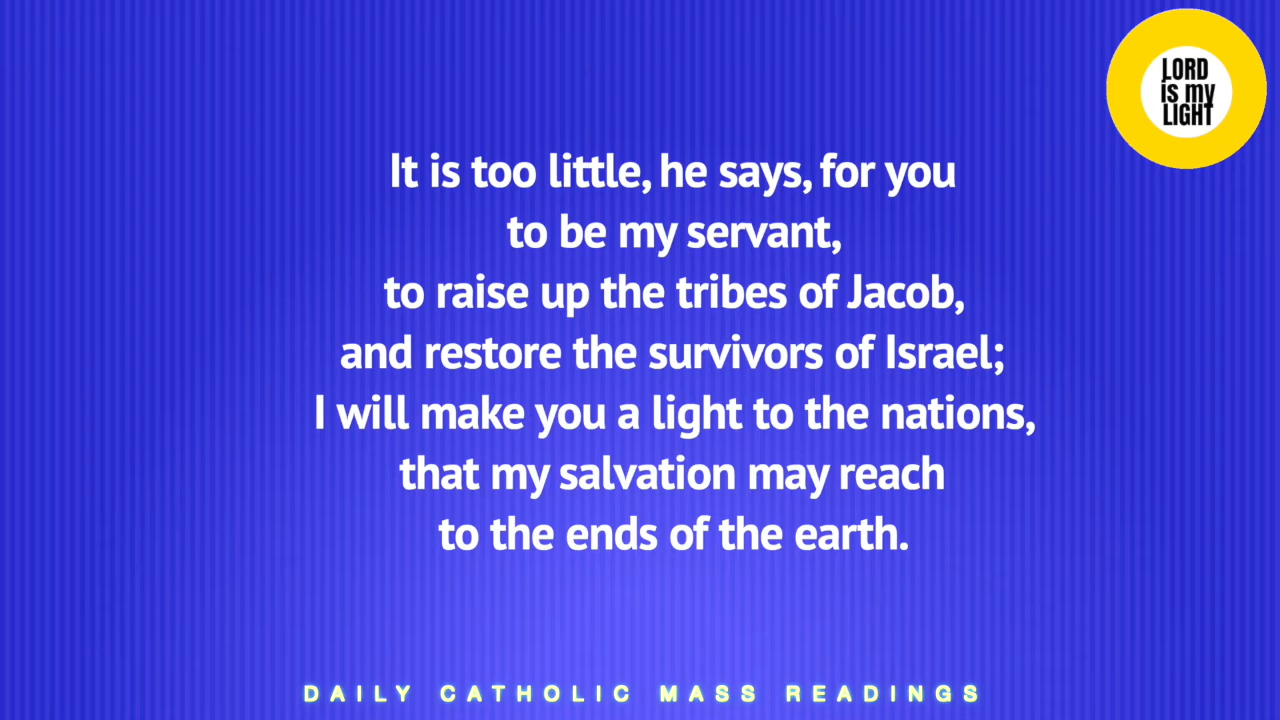 LORD
is my
LIGHT
It is too little, he says, for you
to be my servant,
to raise up the tribes of Jacob,
and restore the survivors of Israel;
I will make you a light to the nations,
that my salvation may reach
to the ends of the earth.
DAILY CATHOLIC MASS READINGS